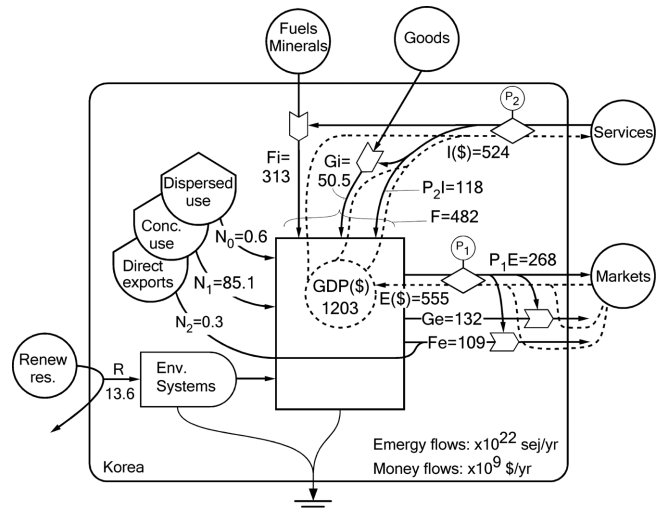 Fuels
Minerals
Goods
P2
Services
I($)=524
Fi=
313
Gi=
50.5
P2I=118
F=482
Dispersed
use
Conc.
use
Direct
exports
N0=0.6
N1=85.1
N2=0.3
GDP($)
1203
P1
P1E=268
Markets
E($)=555
Ge=132
Fe=109
Renew
res.
R
13.6
Env.
Systems
Emergy flows: x10^22 sej/yr
Money flows: x10^9 $/yr
Korea